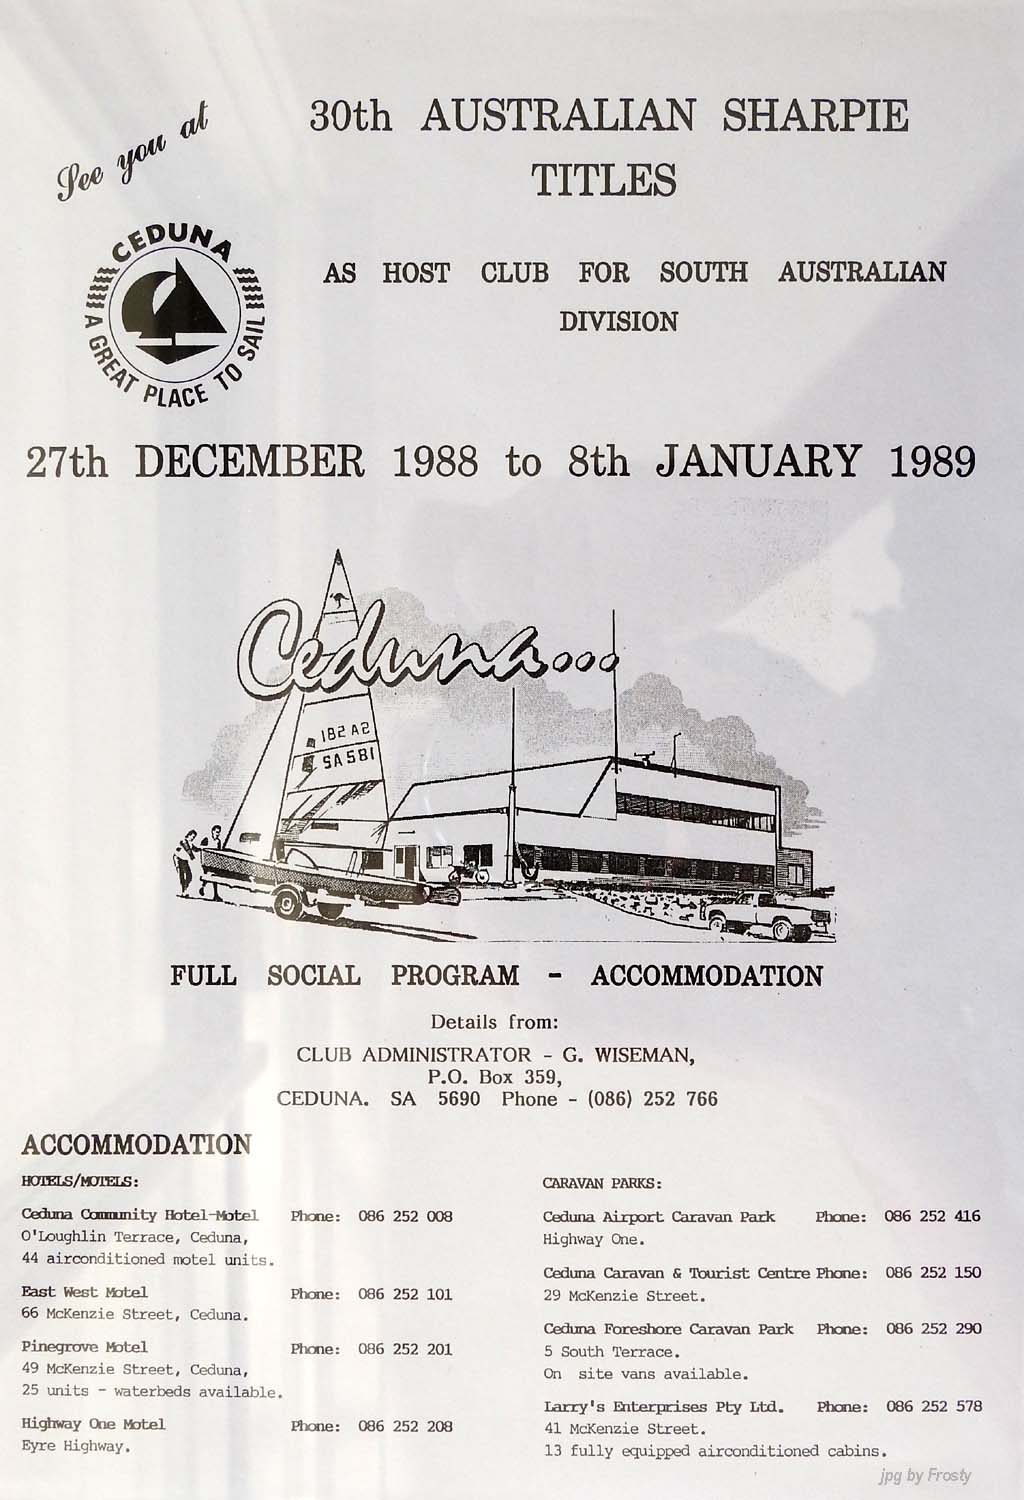 See you at
30th AUSTRALIAN SHARPIE
TITLES
CEDUNA
A GREAT PLACE TO SAIL
AS HOST CLUB FOR SOUTH AUSTRALIAN
DIVISION
27th DECEMBER 1988 to 8th JANUARY 1989
Ceduna...
182 A2
SA581
FULL SOCIAL PROGRAM - ACCOMMODATION
Details from:
CLUB ADMINISTRATOR - G. WISEMAN,
P.O. Box 359,
CEDUNA. SA 5690 Phone - (086) 252 766
ACCOMMODATION
HOTELS/MOTELS:
Ceduna Community Hotel-Motel Phone: 086 252 008
O'Loughlin Terrace, Ceduna,
44 airconditioned motel units.
East West Motel Phone: 086 252 101
66 McKenzie Street, Ceduna.
Pinegrove Motel Phone: 086 252 201
49 McKenzie Street, Ceduna,
25 units - waterbeds available.
Highway One Motel Phone: 086 252 208
Eyre Highway.
CARAVAN PARKS:
Ceduna Airport Caravan Park Phone: 086 252 416
Highway One.
Ceduna Caravan & Tourist Centre Phone: 086 252 150
29 McKenzie Street.
Ceduna Foreshore Caravan Park Phone: 086 252 290
5 South Terrace.
On site vans available.
Larry's Enterprises Pty Ltd. Phone: 086 252 578
41 McKenzie Street.
13 fully equipped airconditioned cabins.
jpg by Frosty